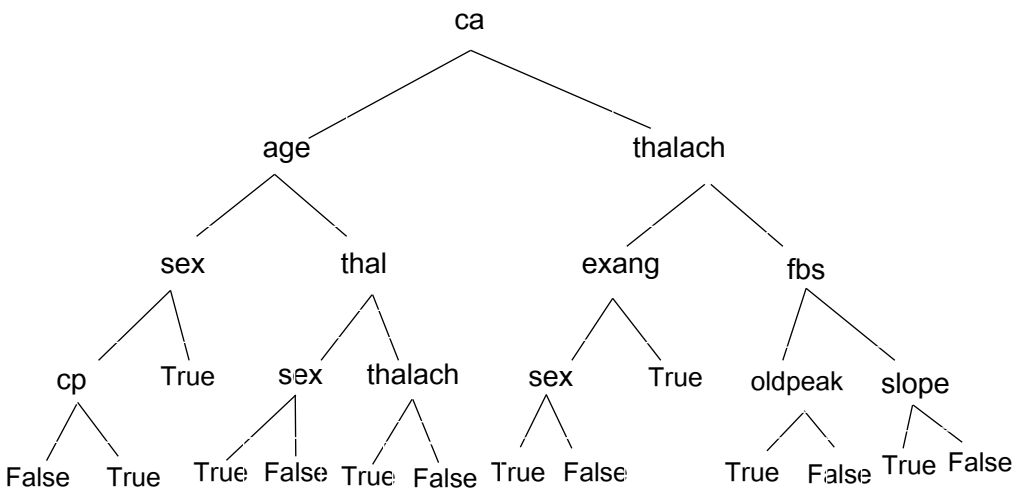 ca
age thalach
sex thal exang fbs
cp True sex thalach sex True oldpeak slope
False True True False True False True False True False True False